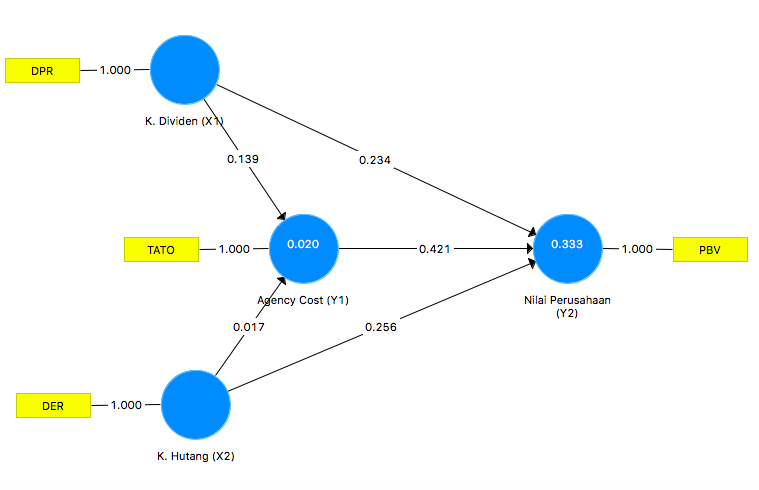 DPR
1.000
K. Dividen (X1)
0.139
0.234
TATO
1.000
0.020
0.421
0.333
1.000
PBV
Agency Cost (Y1)
Nilai Perusahaan
(Y2)
0.017
0.256
DER
1.000
K. Hutang (X2)